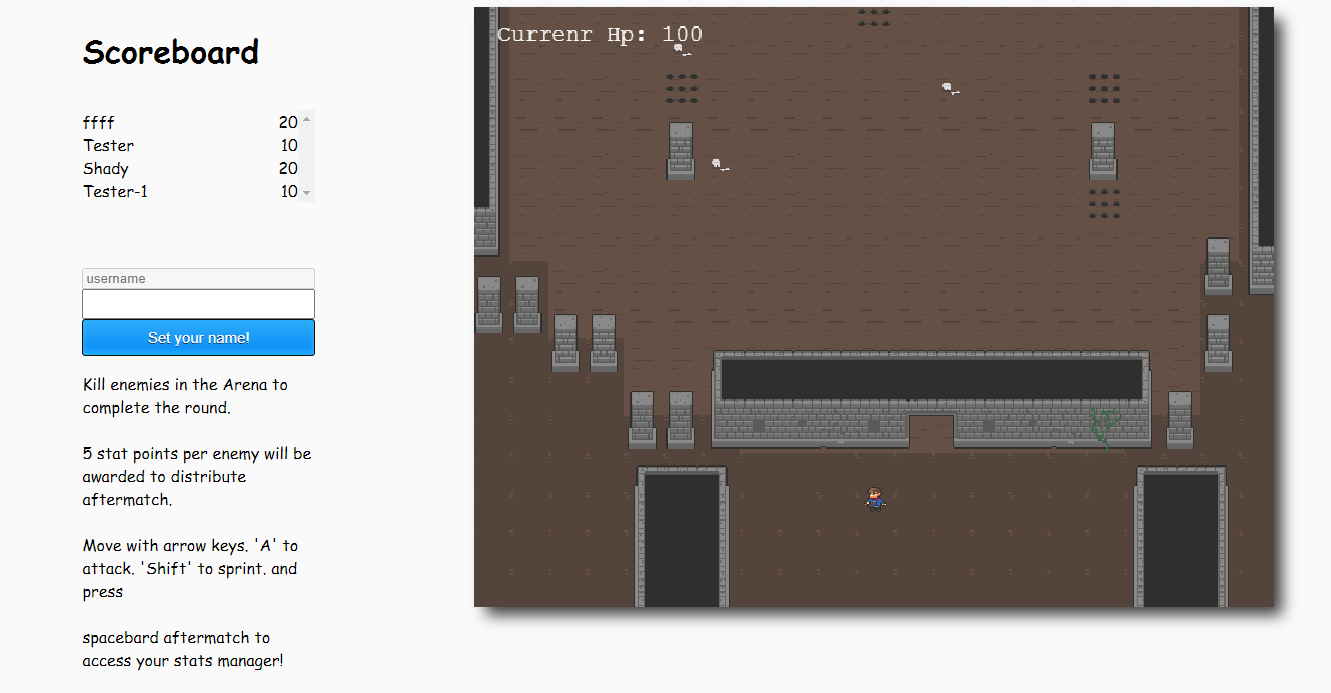 Scoreboard
ffff 20
Tester 10
Shady 20
Tester-1 10
username
Set your name!
Kill enemies in the Arena to
complete the round.
5 stat points per enemy will be
awarded to distribute
aftermatch.
Move with arrow keys. 'A' to
attack. 'Shift' to sprint. and
press
spacebard aftermatch to
access your stats manager!
Currenr Hp: 100